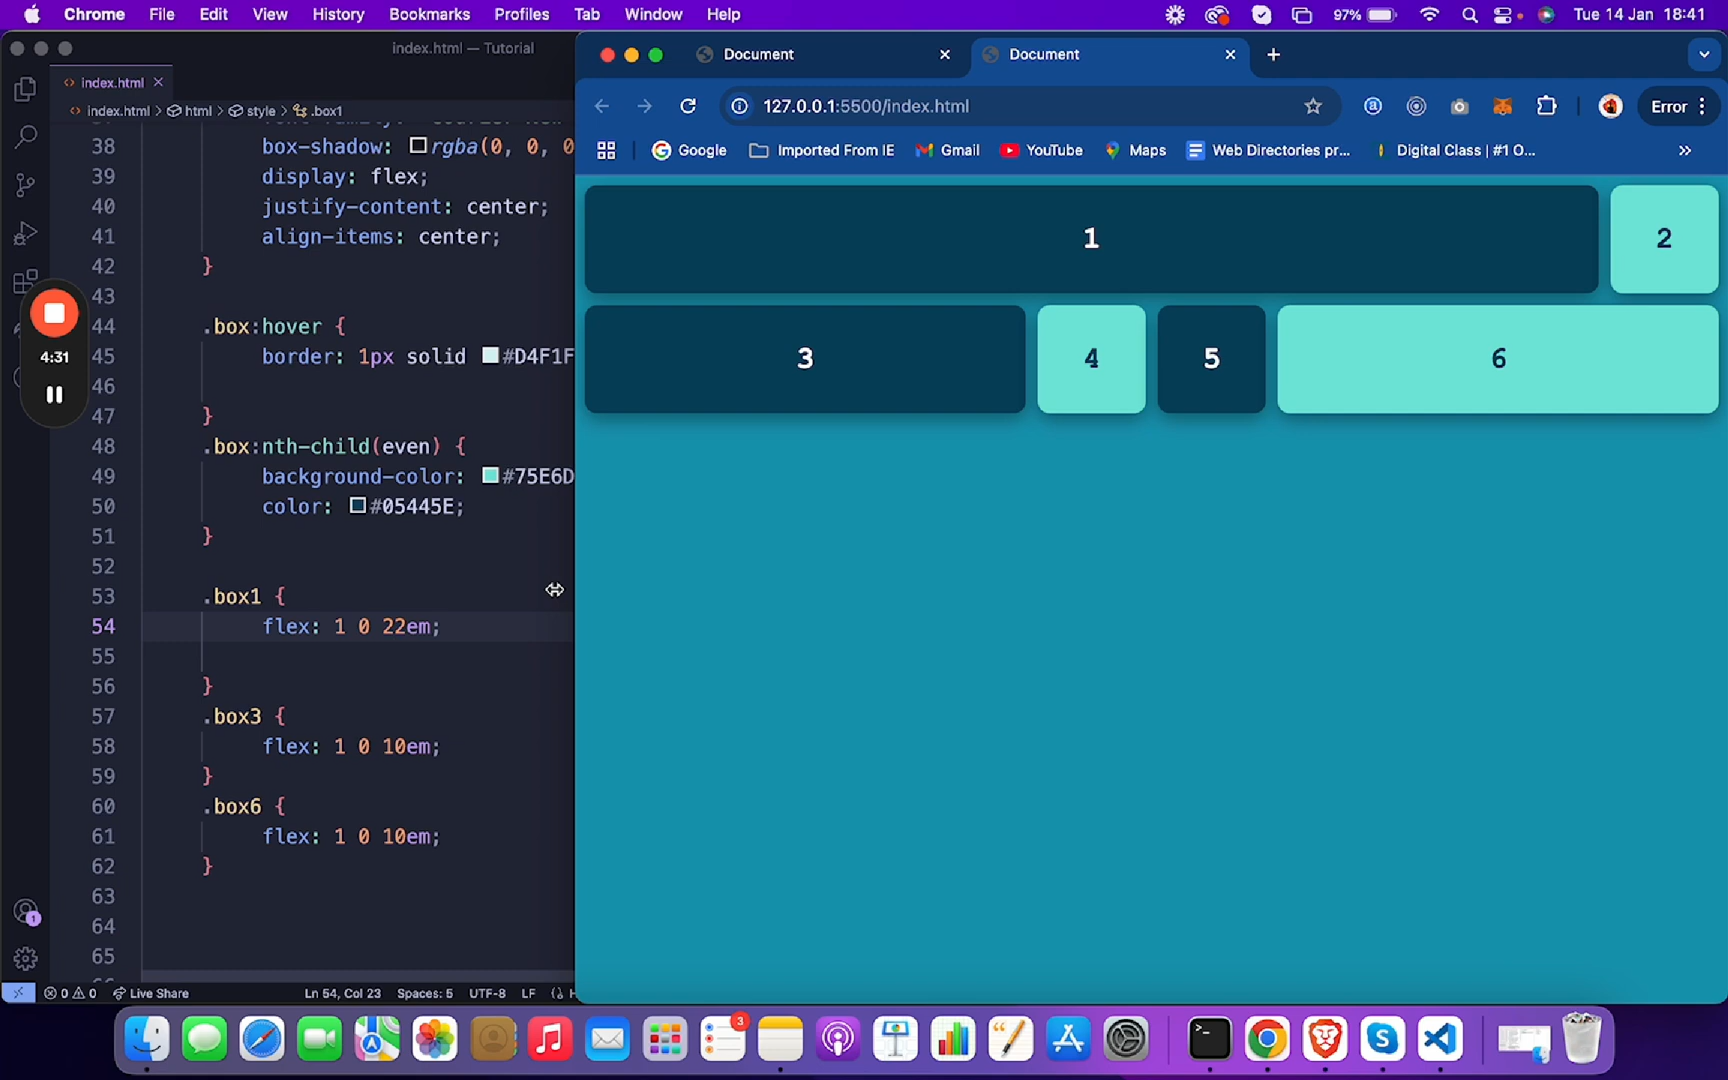 Chrome File Edit View History Bookmarks Profiles Tab Window Help 97% Tue 14 Jan 18:41
index.html — Tutorial
Document Document
index.html
127.0.0.1:5500/index.html Error
index.html > html > style > .box1
Google Imported From IE Gmail YouTube Maps Web Directories pr... Digital Class | #1 O... »
38 box-shadow: rgba(0, 0, 0
39 display: flex;
40 justify-content: center;
41 align-items: center;
42 }
43
44 .box:hover {
45 border: 1px solid #D4F1F
46
47 }
48 .box:nth-child(even) {
49 background-color: #75E6D
50 color: #05445E;
51 }
52
53 .box1 {
54 flex: 1 0 22em;
55
56 }
57 .box3 {
58 flex: 1 0 10em;
59 }
60 .box6 {
61 flex: 1 0 10em;
62 }
63
64
65
4:31
1
1 2
3 4 5 6
0 0 Live Share Ln 54, Col 23 Spaces: 5 UTF-8 LF
3